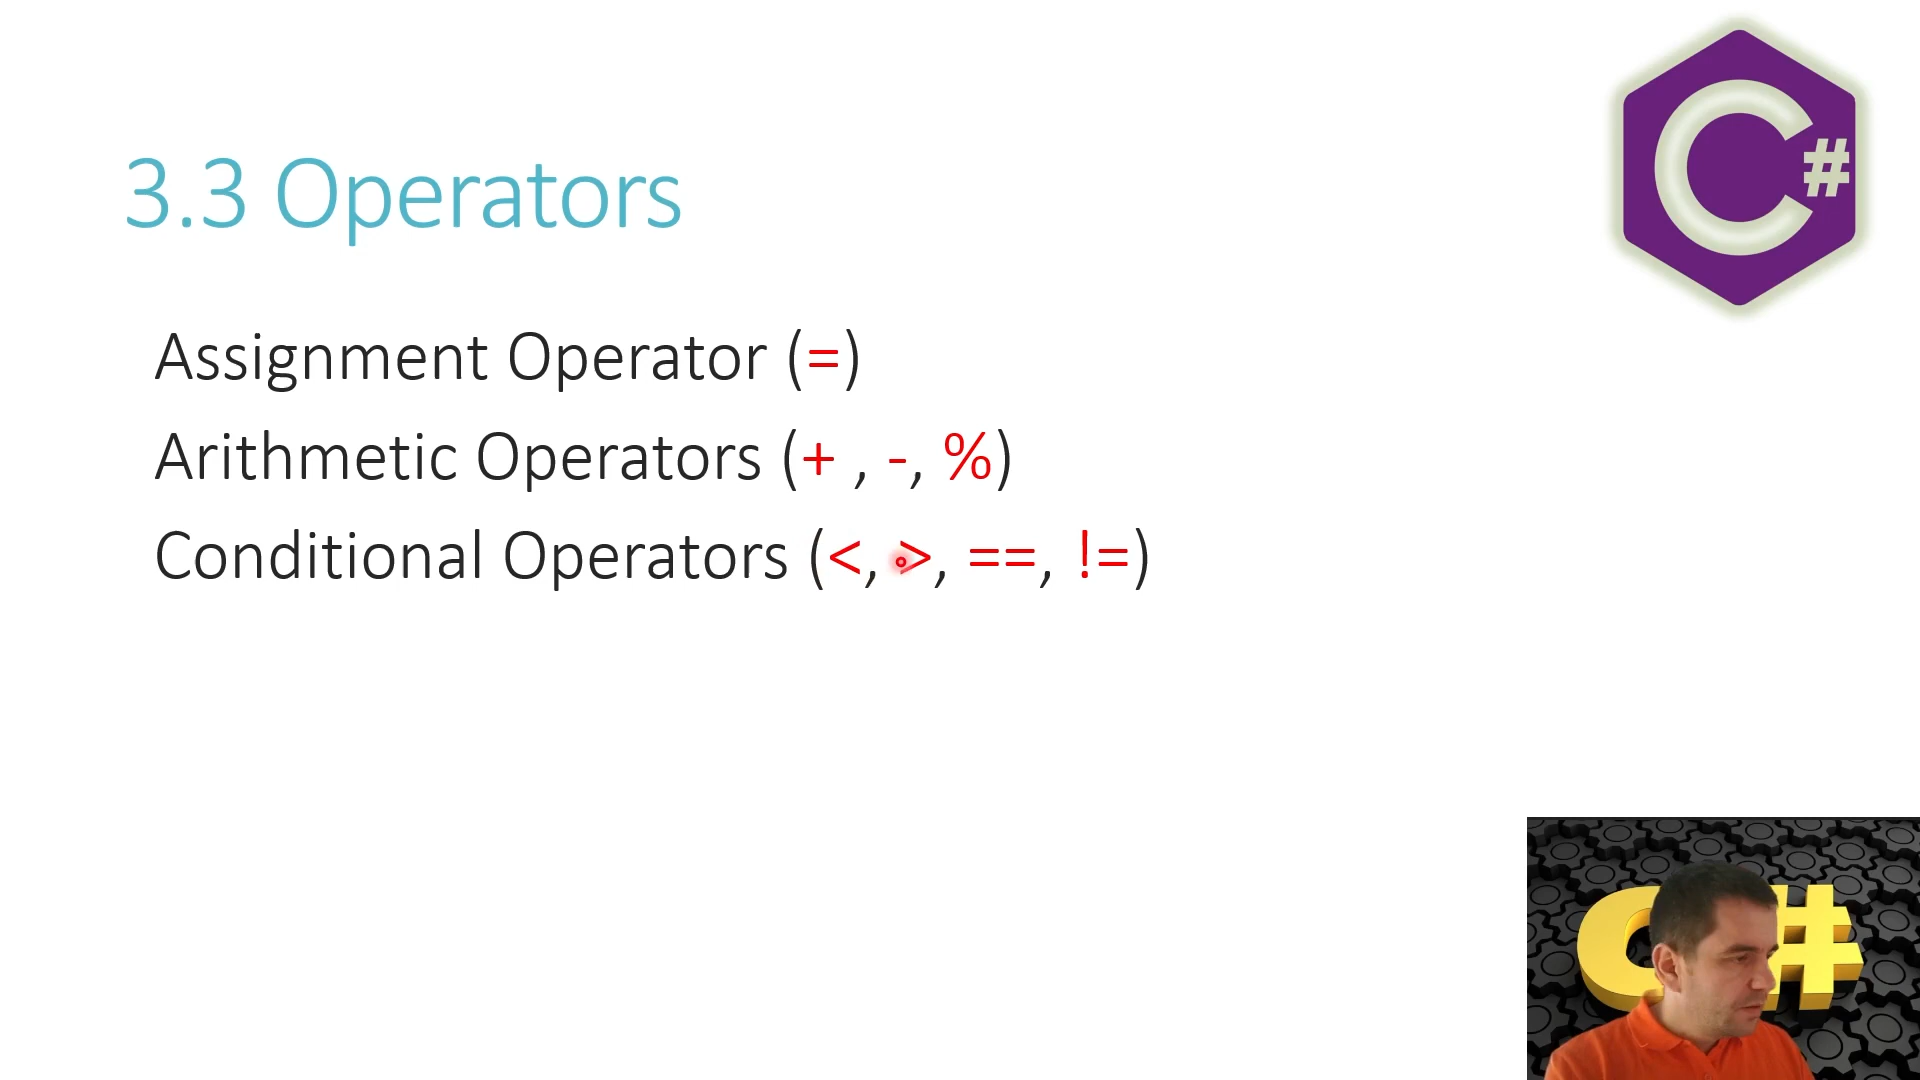 3.3 Operators
C#
Assignment Operator (=)
Arithmetic Operators (+ , -, %)
Conditional Operators (<, >, ==, !=)
C#